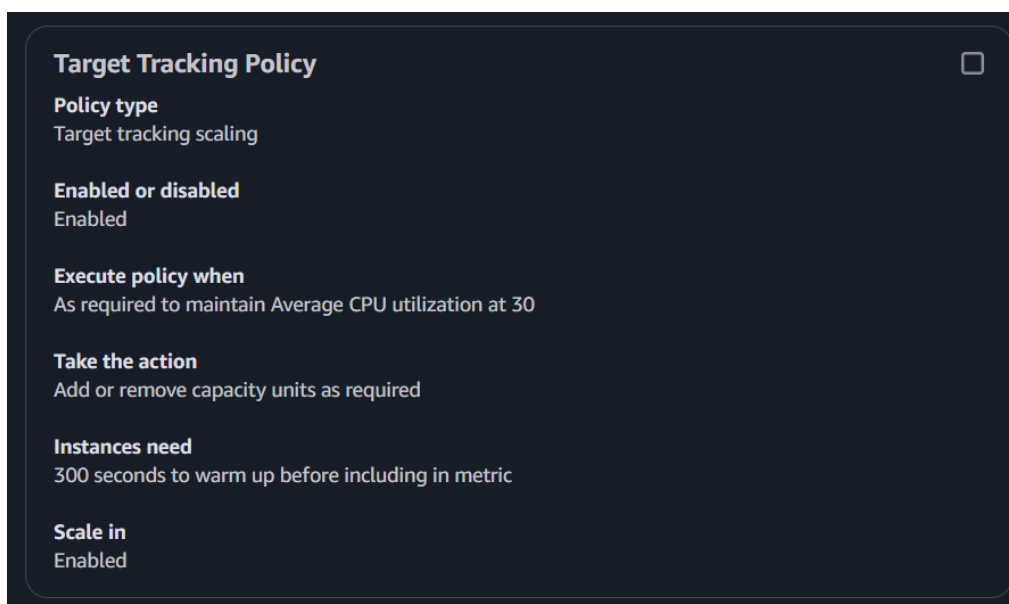 Target Tracking Policy
Policy type
Target tracking scaling
Enabled or disabled
Enabled
Execute policy when
As required to maintain Average CPU utilization at 30
Take the action
Add or remove capacity units as required
Instances need
300 seconds to warm up before including in metric
Scale in
Enabled